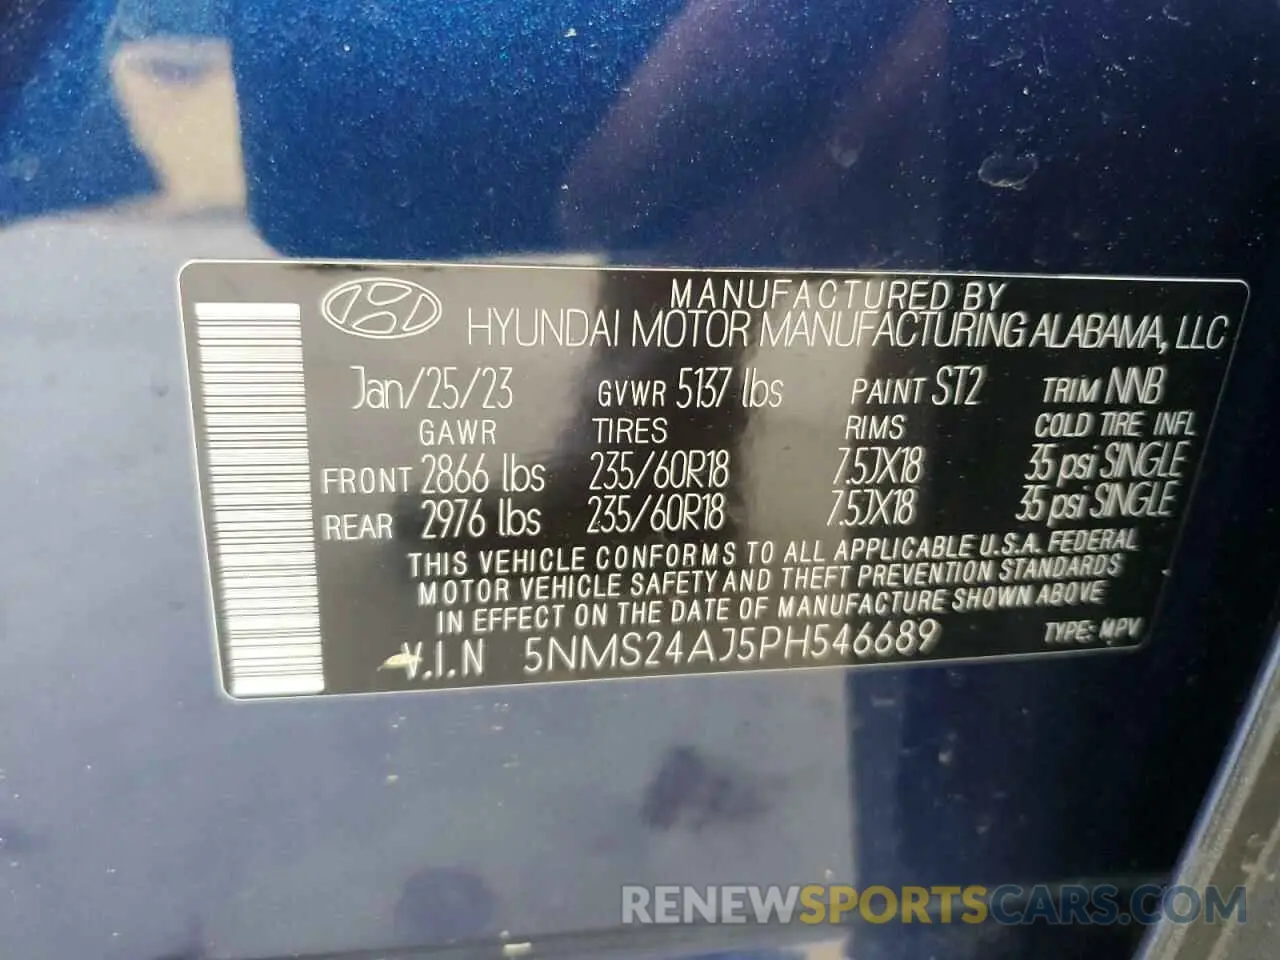 MANUFACTURED BY
HYUNDAI MOTOR MANUFACTURING ALABAMA, LLC
Jan/25/23 GVWR 5137 lbs PAINT ST2 TRIM NNB
GAWR TIRES RIMS COLD TIRE INFL
FRONT 2866 lbs 235/60R18 7.5JX18 35 psi SINGLE
REAR 2976 lbs 235/60R18 7.5JX18 35 psi SINGLE
THIS VEHICLE CONFORMS TO ALL APPLICABLE U.S.A. FEDERAL
MOTOR VEHICLE SAFETY AND THEFT PREVENTION STANDARDS
IN EFFECT ON THE DATE OF MANUFACTURE SHOWN ABOVE
V.I.N 5NMS24AJ5PH546689 TYPE: MPV
RENEWSPORTSCARS.COM